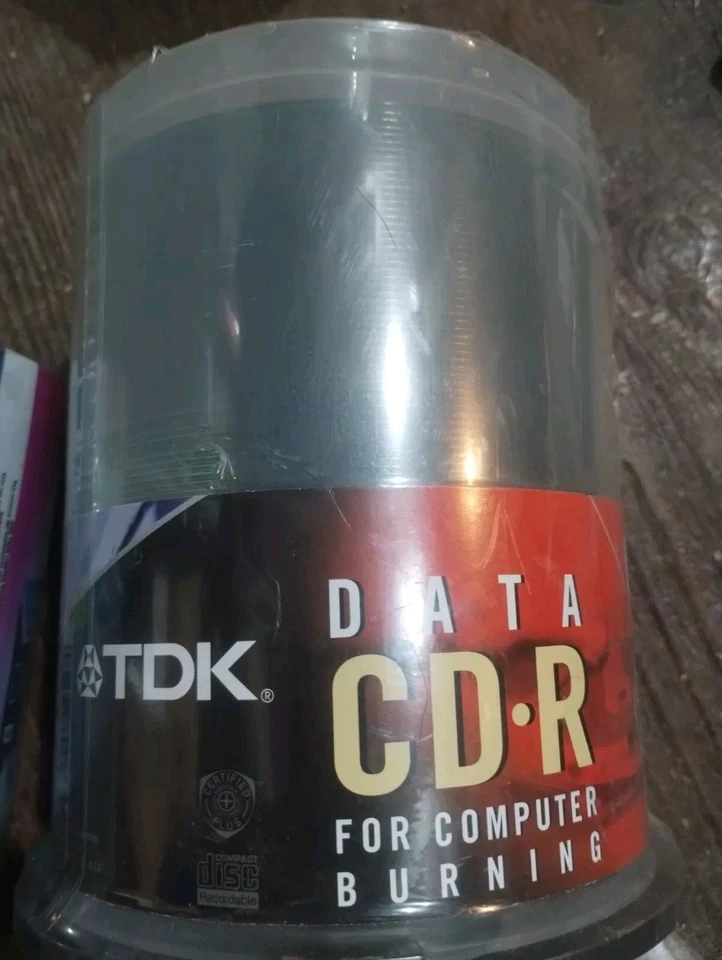 DATA
TDK®
CD·R
CERTIFIED
PLUS
FOR COMPUTER
BURNING
COMPACT
disc
Recordable